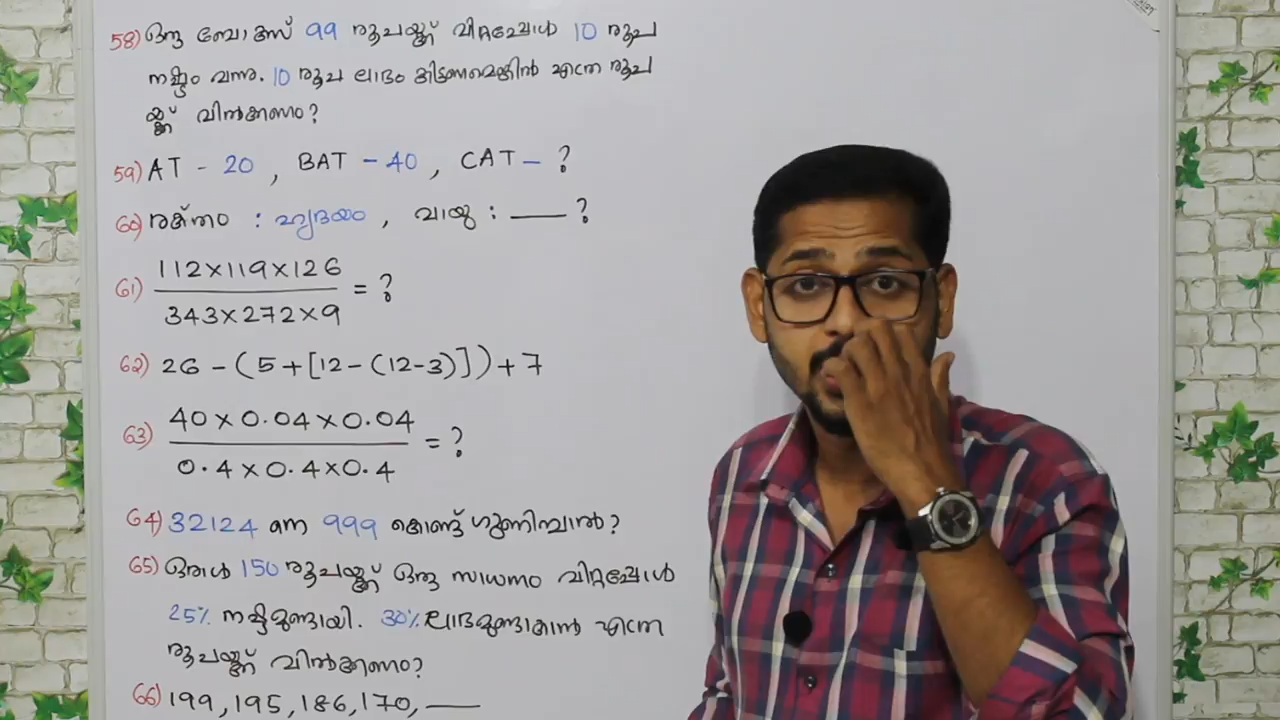 58) ഒരു ബോക്സ് 99 രൂപയ്ക്ക് വിറ്റപ്പോൾ 10 രൂപ
നഷ്ടം വന്നു. 10 രൂപ ലാഭം കിട്ടണമെങ്കിൽ എത്ര രൂപ
യ്ക്ക് വിൽക്കണം?
59) AT - 20 , BAT - 40 , CAT - ?
60) രക്തം : ഹൃദയം , വായു : ___ ?
61) 112×119×126
343×272×9 = ?
62) 26 - (5+[12-(12-3)])+7
63) 40×0.04×0.04
0.4×0.4×0.4 = ?
64) 32124 നെ 999 കൊണ്ട് ഗുണിച്ചാൽ?
65) ഒരാൾ 150 രൂപയ്ക്ക് ഒരു സാധനം വിറ്റപ്പോൾ
25% നഷ്ടമുണ്ടായി. 30% ലാഭമുണ്ടാകാൻ എത്ര
രൂപയ്ക്ക് വിൽക്കണം?
66) 199, 195, 186, 170, ___